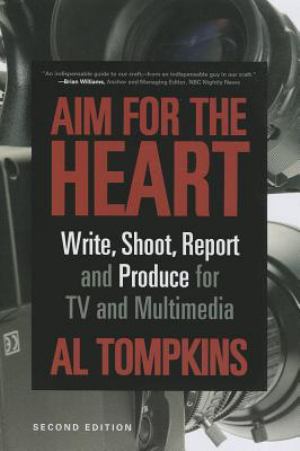 "An indispensable guide to our craft—from an indispensable guy in our craft."
—Brian Williams, Anchor and Managing Editor, NBC Nightly News
AIM FOR THE
HEART
Write, Shoot, Report
and Produce for
TV and Multimedia
AL TOMPKINS
SECOND EDITION